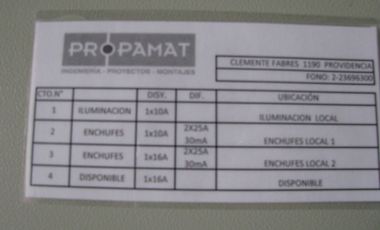 PROPAMAT
INGENIERIA - PROYECTOR - MONTAJES
CLEMENTE FABRES 1190 PROVIDENCIA
FONO: 2-23696300
CTO.N° DISY. DIF. UBICACIÓN
1 ILUMINACION 1x10A ILUMINACION LOCAL
2 ENCHUFES 1x10A 2X25A 30mA ENCHUFES LOCAL 1
3 ENCHUFES 1x16A 2X25A 30mA ENCHUFES LOCAL 2
4 DISPONIBLE 1x16A DISPONIBLE